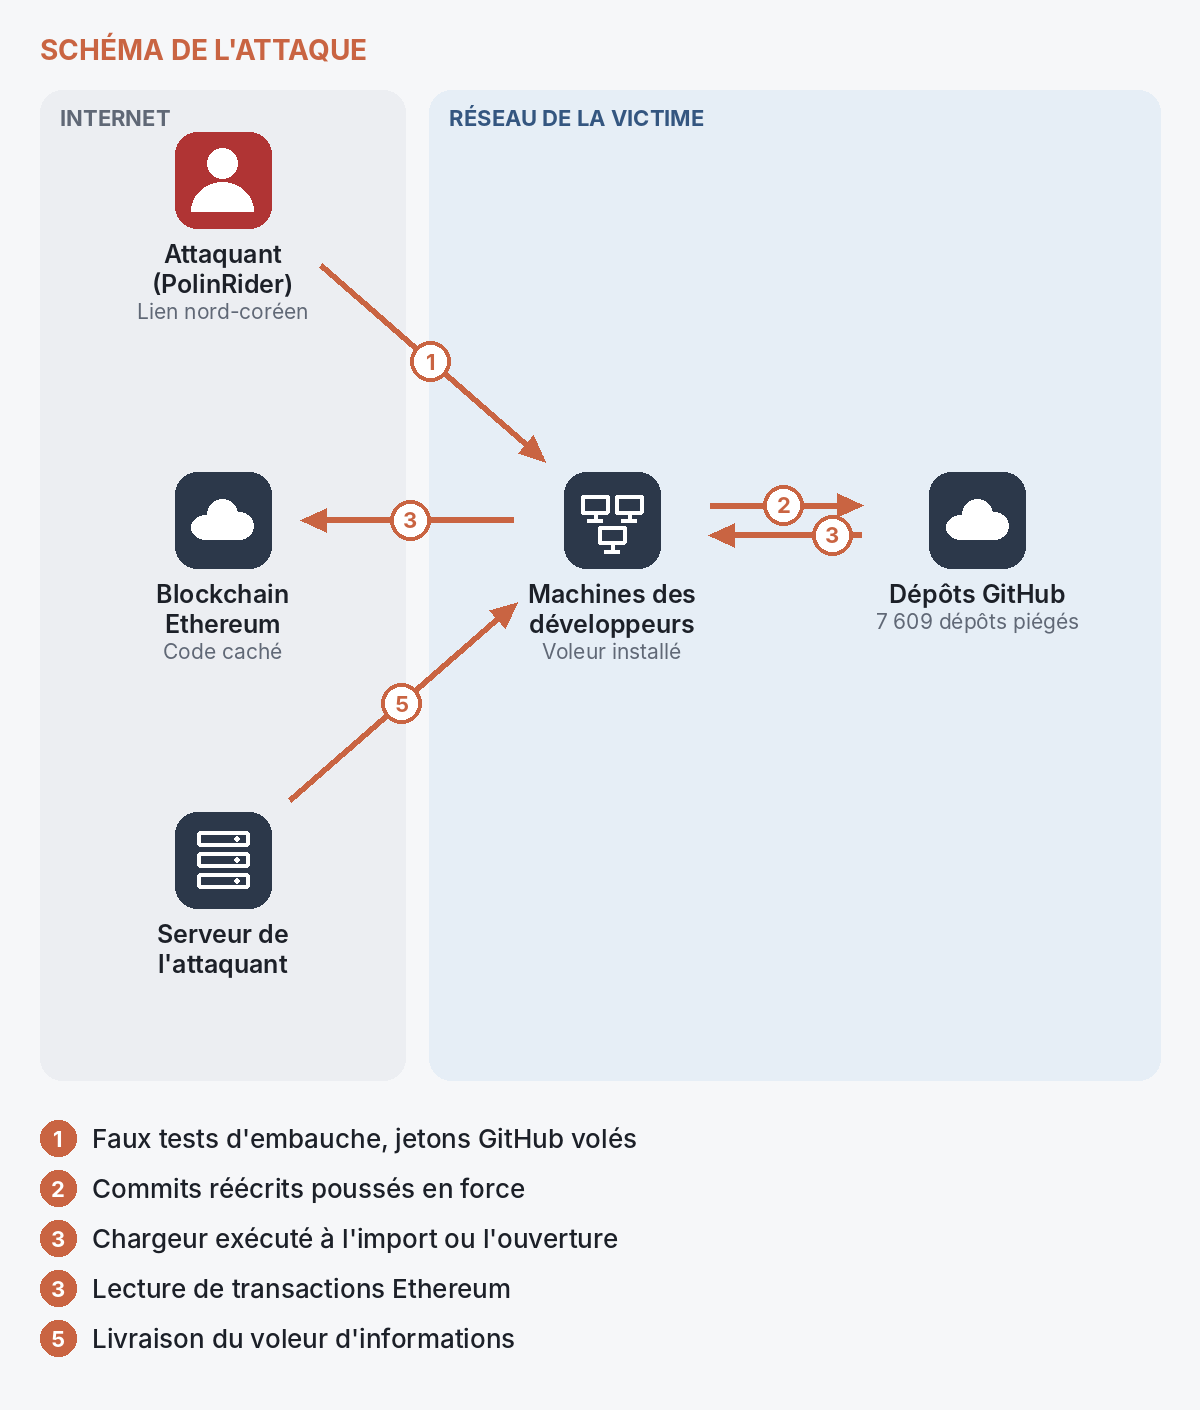 SCHÉMA DE L'ATTAQUE
INTERNET
RÉSEAU DE LA VICTIME
Attaquant
(PolinRider)
Lien nord-coréen
1
3
2
3
Blockchain
Ethereum
Code caché
Machines des
développeurs
Voleur installé
Dépôts GitHub
7 609 dépôts piégés
5
Serveur de
l'attaquant
1 Faux tests d'embauche, jetons GitHub volés
2 Commits réécrits poussés en force
3 Chargeur exécuté à l'import ou l'ouverture
3 Lecture de transactions Ethereum
5 Livraison du voleur d'informations